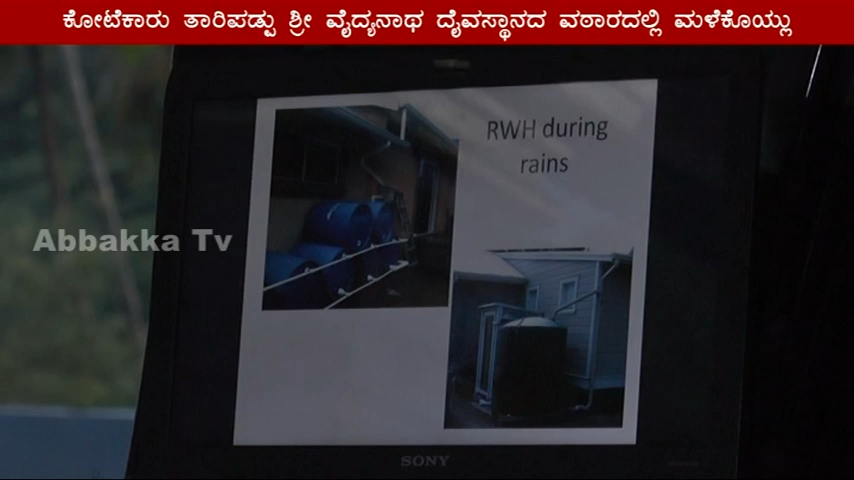 ಕೋಟೆಕಾರು ತಾರಿಪಡ್ಪು ಶ್ರೀ ವೈದ್ಯನಾಥ ದೈವಸ್ಥಾನದ ವಠಾರದಲ್ಲಿ ಮಳೆಕೊಯ್ಲು
RWH during
rains
Abbakka Tv
SONY